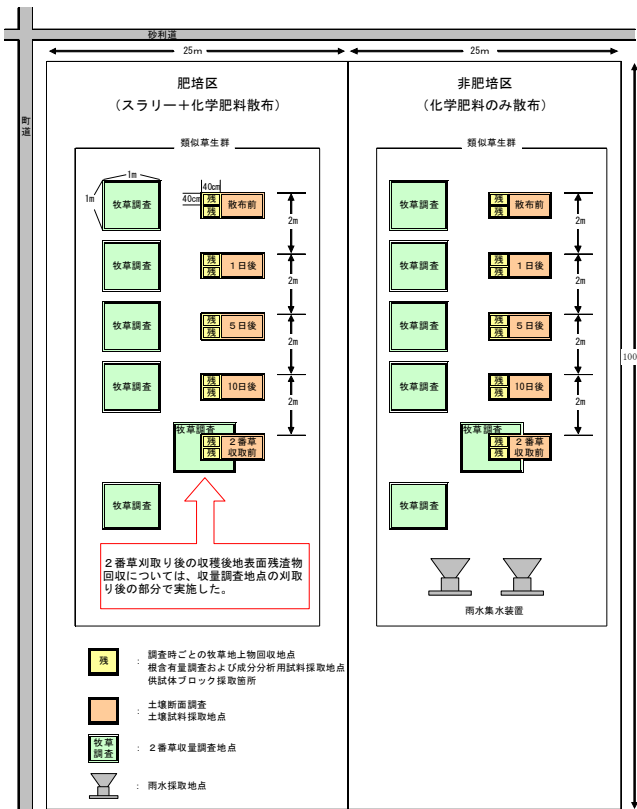 砂利道
25m
25m
町道
100
肥培区
(スラリー+化学肥料散布)
非肥培区
(化学肥料のみ散布)
類似草生群
類似草生群
1m
1m
40cm
40cm
牧草調査
残
残
散布前
2m
牧草調査
残
残
1日後
2m
牧草調査
残
残
5日後
2m
牧草調査
残
残
10日後
2m
牧草調査
残
残
2番草
収取前
牧草調査
牧草調査
残
残
散布前
2m
牧草調査
残
残
1日後
2m
牧草調査
残
残
5日後
2m
牧草調査
残
残
10日後
2m
牧草調査
残
残
2番草
収取前
牧草調査
2番草刈取り後の収穫後地表面残渣物
回収については、収量調査地点の刈取
り後の部分で実施した。
雨水集水装置
残
: 調査時ごとの牧草地上物回収地点
根含有量調査および成分分析用試料採取地点
供試体ブロック採取箇所
: 土壌断面調査
土壌試料採取地点
牧草
調査
: 2番草収量調査地点
: 雨水採取地点